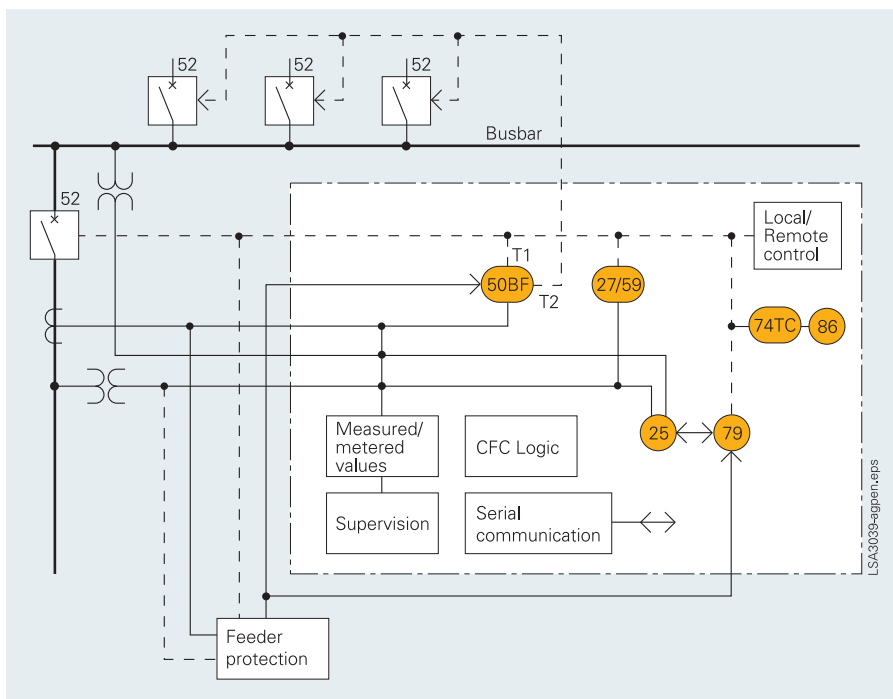 52
52
52
Busbar
52
Local/
Remote
control
T1
50BF
T2
27/59
74TC
86
25
79
Measured/
metered
values
CFC Logic
Supervision
Serial
communication
Feeder
protection
LSA3039-agpen.eps